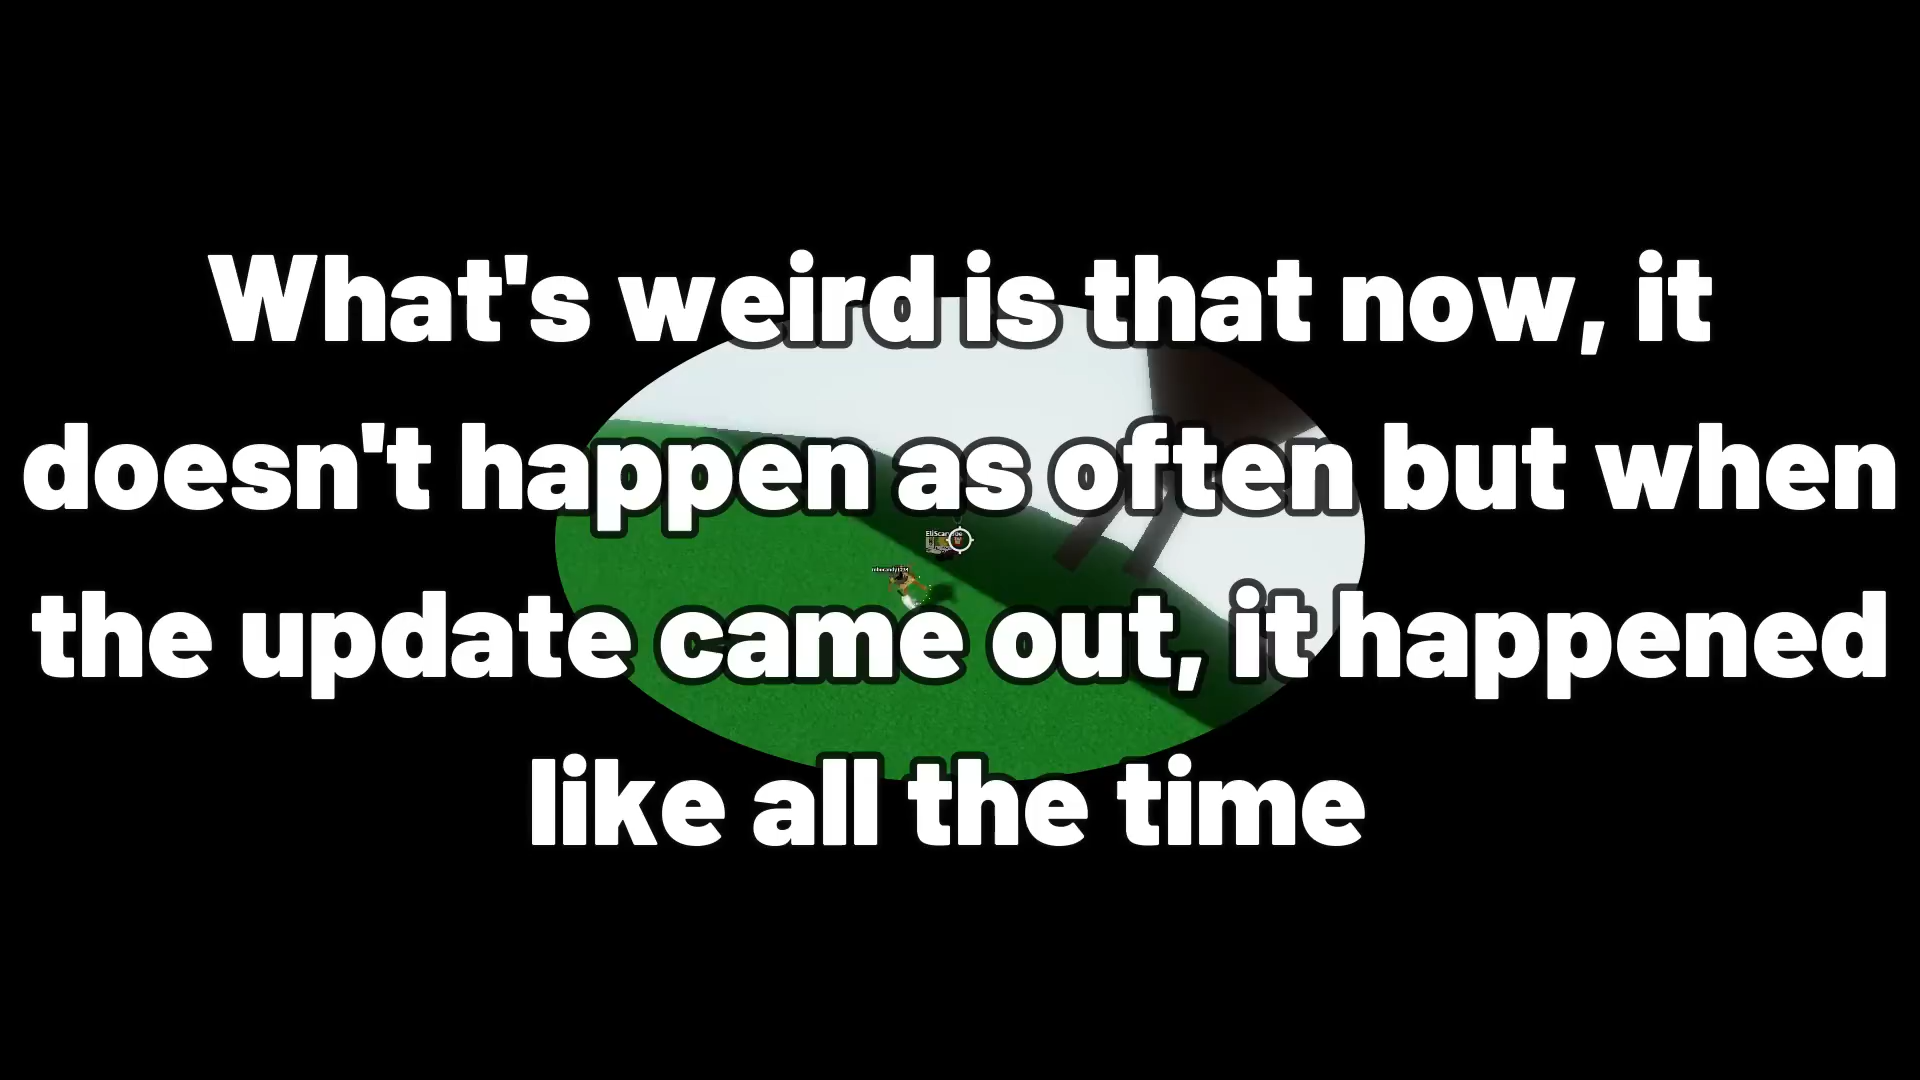 What's weird is that now, it
doesn't happen as often but when
the update came out, it happened
like all the time